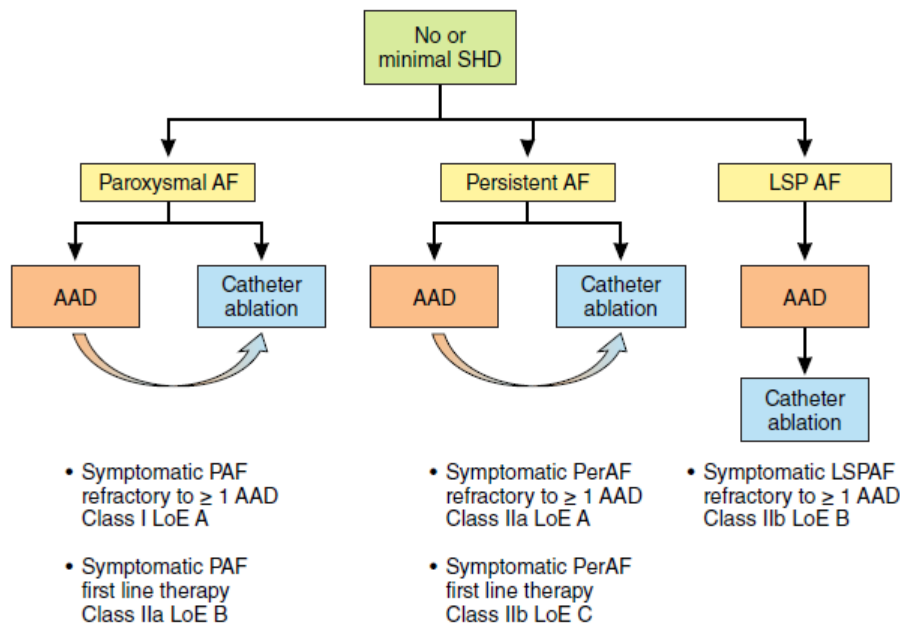 No or
minimal SHD
Paroxysmal AF
Persistent AF
LSP AF
AAD
Catheter
ablation
AAD
Catheter
ablation
AAD
Catheter
ablation
• Symptomatic PAF
refractory to ≥ 1 AAD
Class I LoE A
• Symptomatic PAF
first line therapy
Class IIa LoE B
• Symptomatic PerAF
refractory to ≥ 1 AAD
Class IIa LoE A
• Symptomatic PerAF
first line therapy
Class IIb LoE C
• Symptomatic LSPAF
refractory to ≥ 1 AAD
Class IIb LoE B